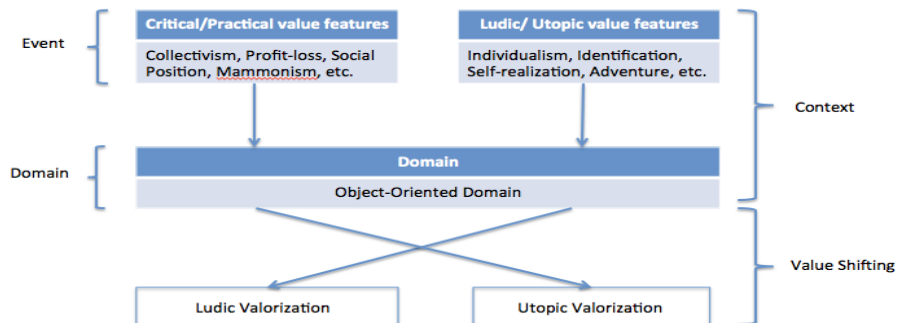 Critical/Practical value features
Ludic/ Utopic value features
Event
Collectivism, Profit-loss, Social
Position, Mammonism, etc.
Individualism, Identification,
Self-realization, Adventure, etc.
Context
Domain
Domain
Object-Oriented Domain
Value Shifting
Ludic Valorization
Utopic Valorization